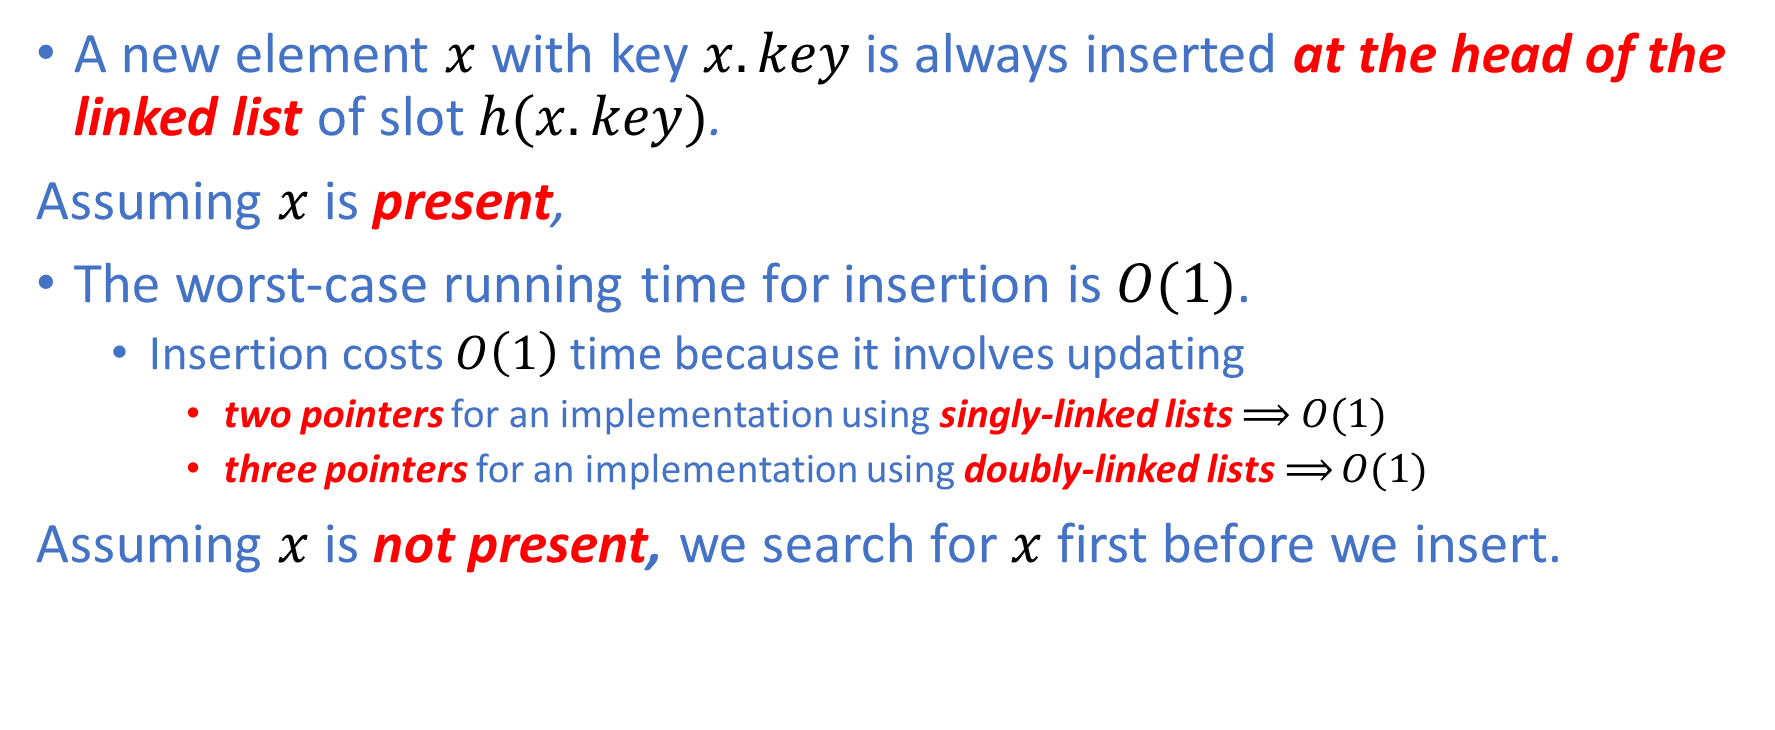 • A new element x with key x.key is always inserted at the head of the
linked list of slot h(x.key).
Assuming x is present,
• The worst-case running time for insertion is O(1).
• Insertion costs O(1) time because it involves updating
• two pointers for an implementation using singly-linked lists ⟹ O(1)
• three pointers for an implementation using doubly-linked lists ⟹ O(1)
Assuming x is not present, we search for x first before we insert.